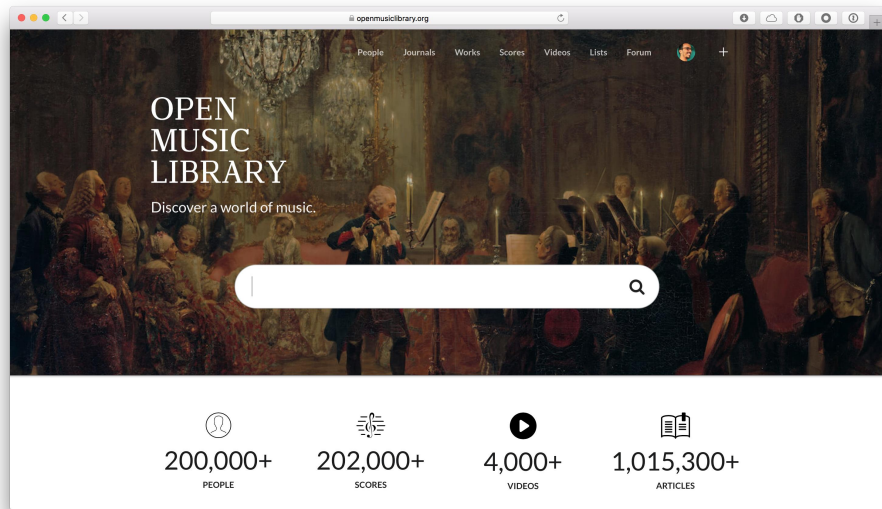 openmusiclibrary.org
People Journals Works Scores Videos Lists Forum
OPEN
MUSIC
LIBRARY
Discover a world of music.
200,000+ 202,000+ 4,000+ 1,015,300+
PEOPLE SCORES VIDEOS ARTICLES